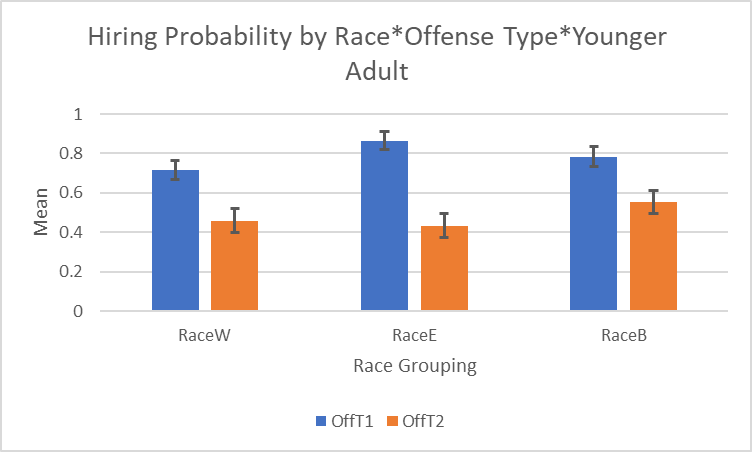 Hiring Probability by Race*Offense Type*Younger
Adult
1
0.8
0.6
0.4
0.2
0
Mean
RaceW RaceE RaceB
Race Grouping
OffT1 OffT2